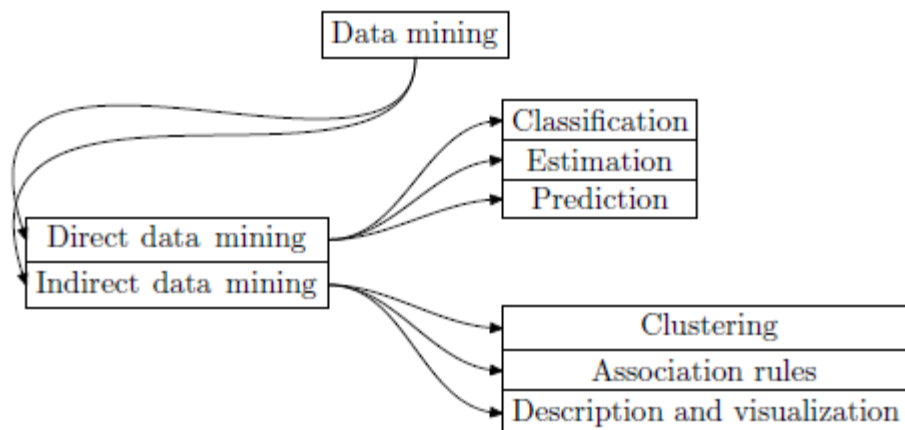 Data mining
Classification
Estimation
Prediction
Direct data mining
Indirect data mining
Clustering
Association rules
Description and visualization